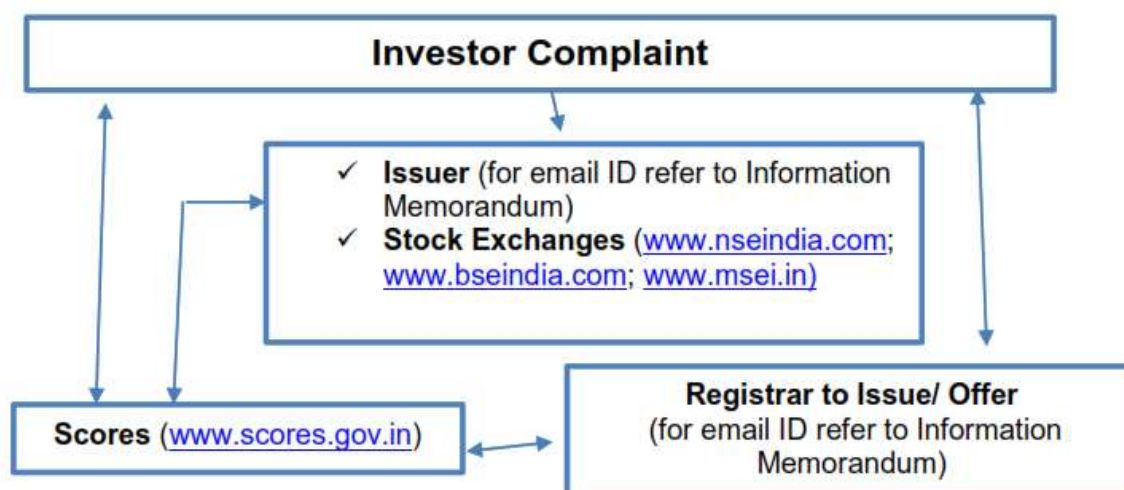 Investor Complaint
✓ Issuer (for email ID refer to Information
Memorandum)
✓ Stock Exchanges (www.nseindia.com;
www.bseindia.com; www.msei.in)
Registrar to Issue/ Offer
(for email ID refer to Information
Memorandum)
Scores (www.scores.gov.in)